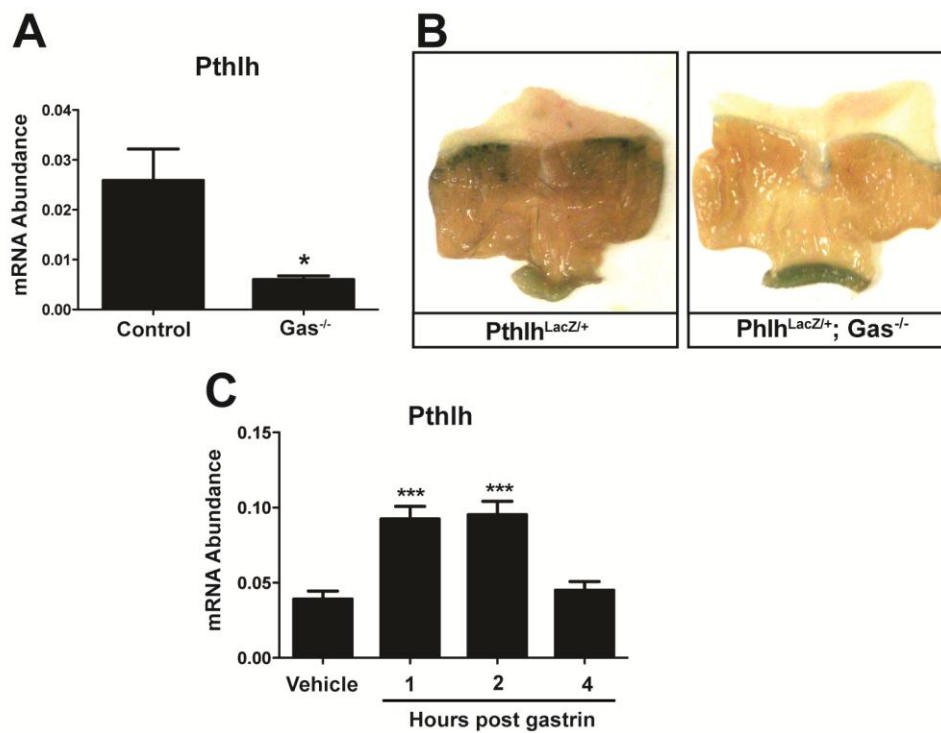 A
Pthlh
mRNA Abundance
0.04
0.03
0.02
0.01
0.00
*
Control
Gas-/-
B
PthlhLacZ/+
PhlhLacZ/+; Gas-/-
C
Pthlh
mRNA Abundance
0.15
0.10
0.05
0.00
***
***
Vehicle
1
2
4
Hours post gastrin